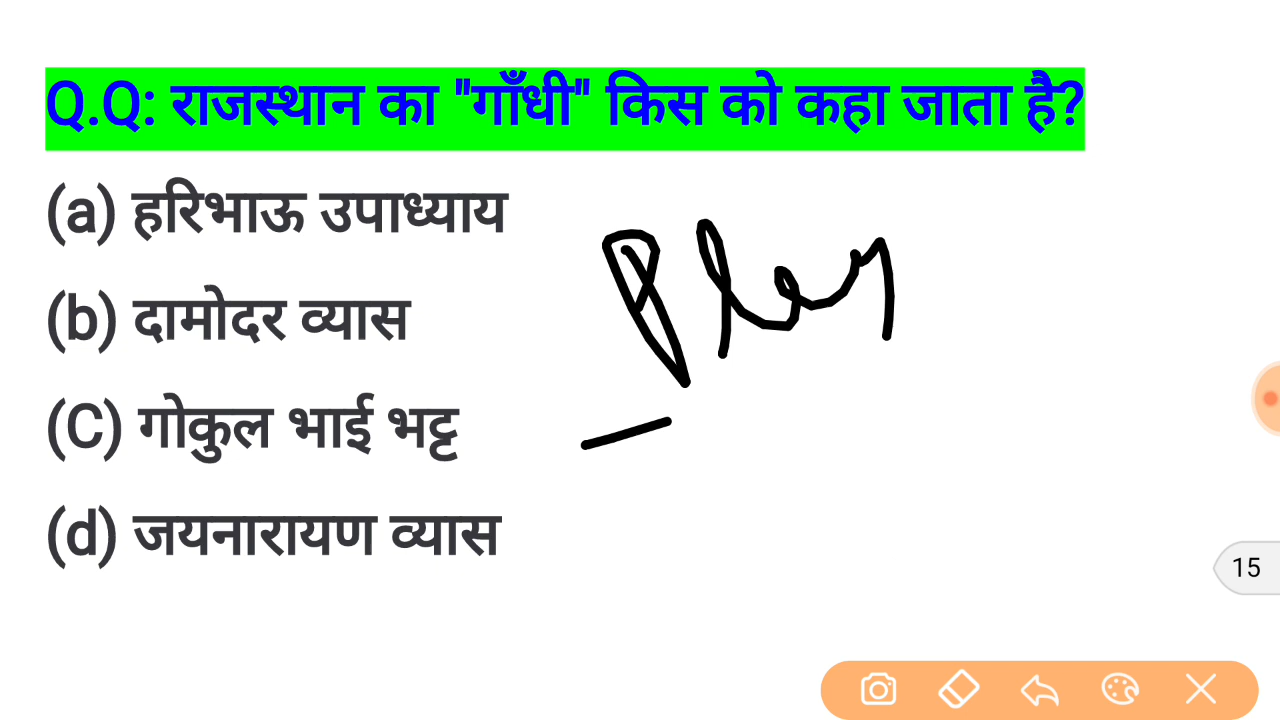 Q.Q: राजस्थान का "गाँधी" किस को कहा जाता है?
(a) हरिभाऊ उपाध्याय
(b) दामोदर व्यास
(C) गोकुल भाई भट्ट
(d) जयनारायण व्यास
15